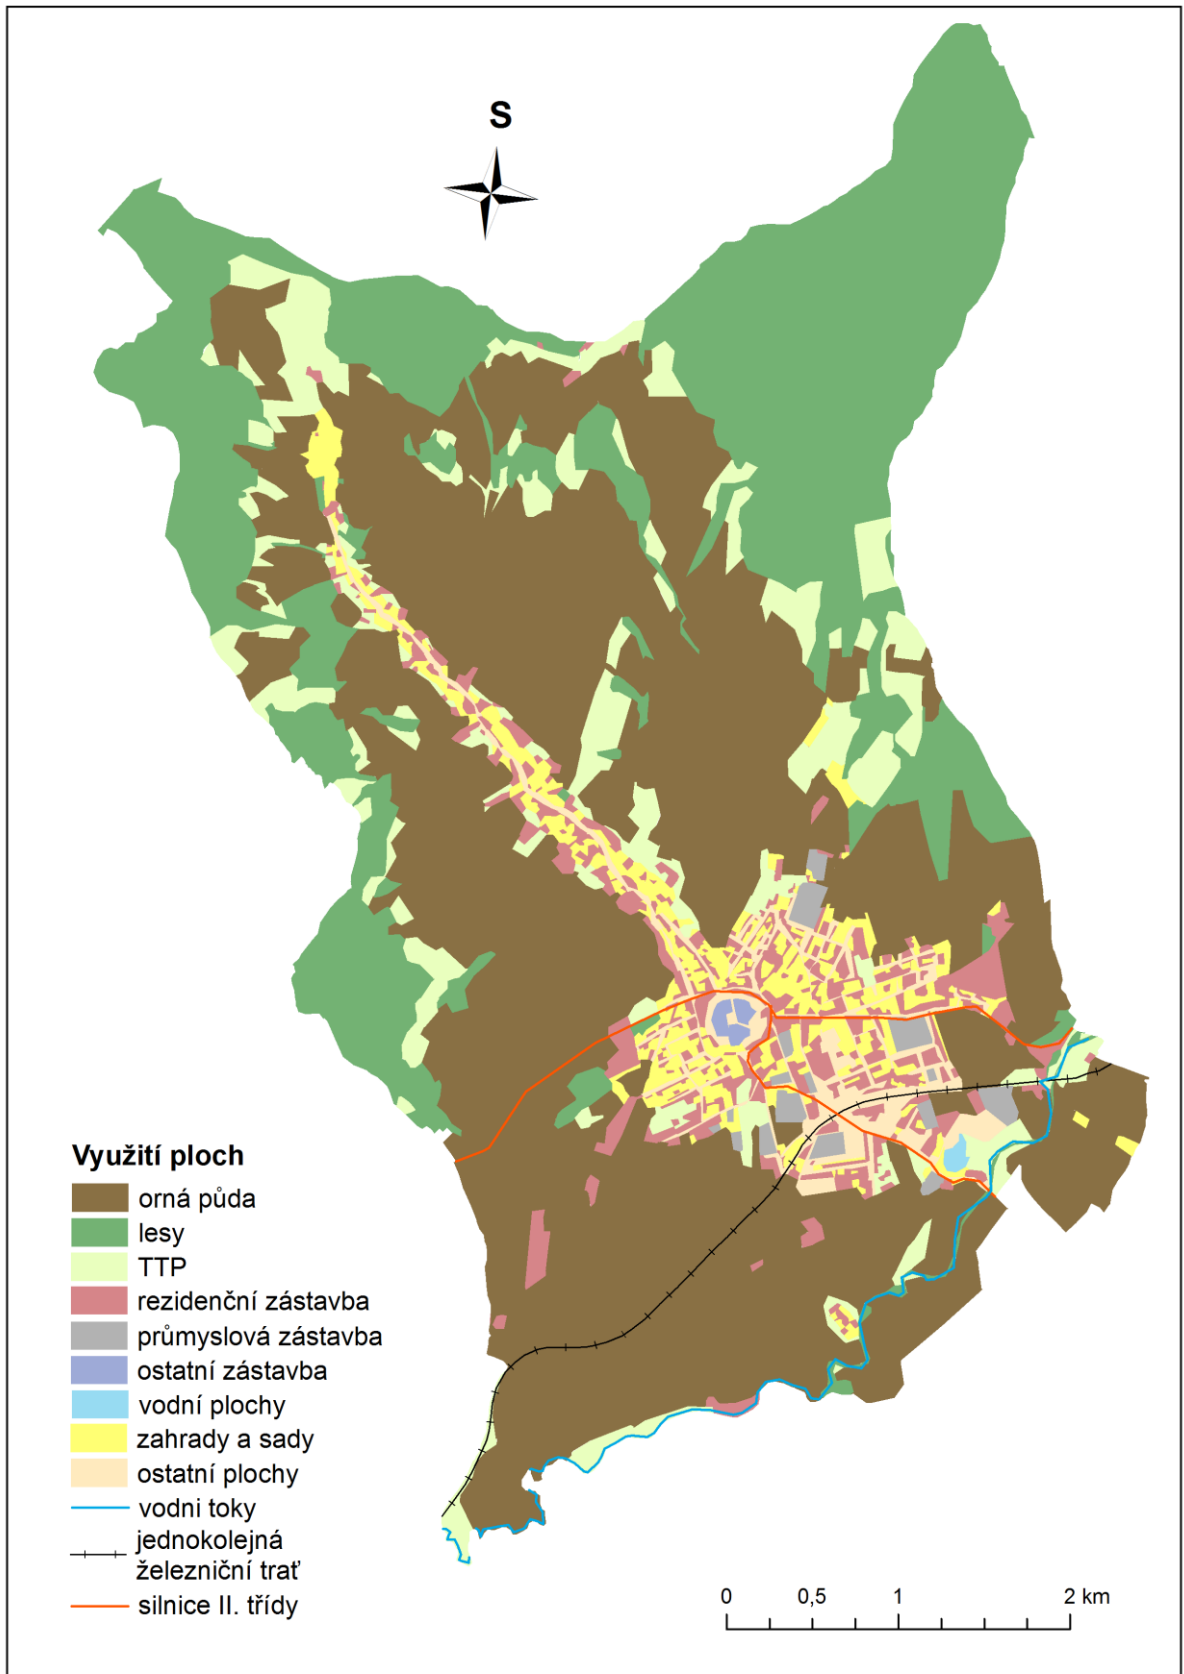 S
Využití ploch
orná půda
lesy
TTP
rezidenční zástavba
průmyslová zástavba
ostatní zástavba
vodní plochy
zahrady a sady
ostatní plochy
vodni toky
jednokolejná
železniční trať
silnice II. třídy
0 0,5 1 2 km